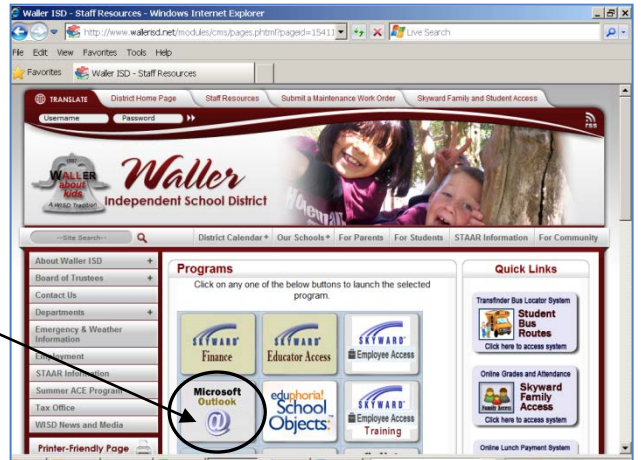 Waller ISD - Staff Resources - Windows Internet Explorer
http://www.wallerisd.net/modules/cms/pages.phtml?pageid=15411
Live Search
File Edit View Favorites Tools Help
Favorites Waller ISD - Staff Resources
TRANSLATE District Home Page Staff Resources Submit a Maintenance Work Order Skyward Family and Student Access
Username Password
rss
WALLER
about
kids
A WISD Tradition
Waller
Independent School District
--Site Search-- District Calendar+ Our Schools+ For Parents For Students STAAR Information For Community
About Waller ISD +
Board of Trustees +
Contact Us
Departments +
Emergency & Weather
Information
Employment
STAAR Information
Summer ACE Program
Tax Office
WISD News and Media
Printer-Friendly Page
Programs
Click on any one of the below buttons to launch the selected
program.
SKYWARD
Finance
SKYWARD
Educator Access
SKYWARD
Employee Access
Microsoft
Outlook
@
eduphoria!
School
Objects:
SKYWARD
Employee Access
Training
Quick Links
Transfinder Bus Locator System
Student
Bus
Routes
Click here to access system
Online Grades and Attendance
Skyward
Family
Access
Family Access
Click here to access system
Online Lunch Payment System